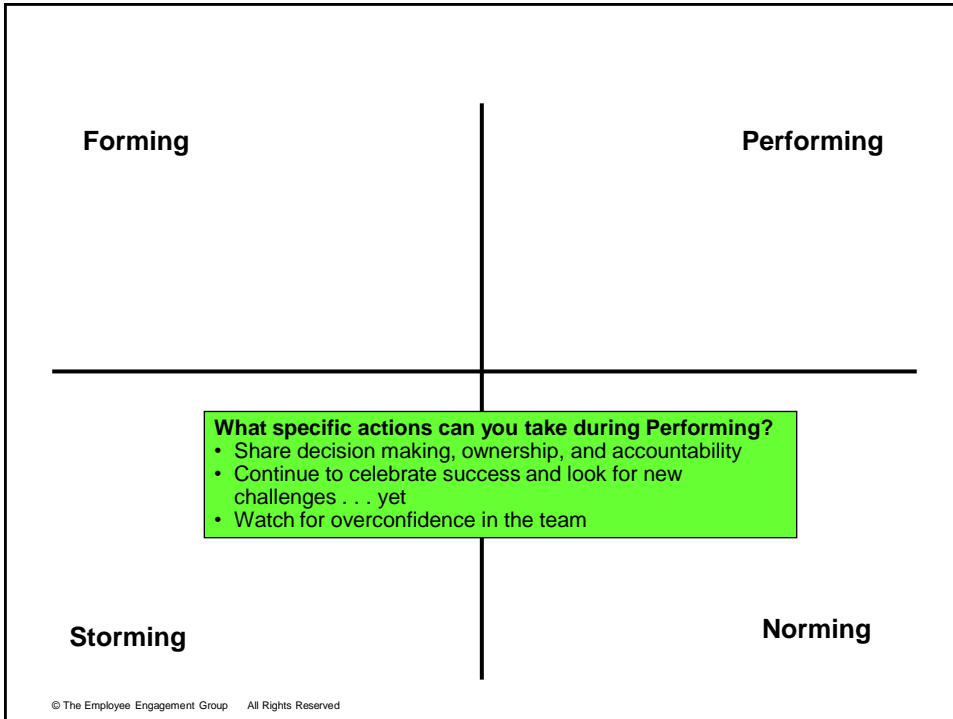 Forming
Performing
What specific actions can you take during Performing?
• Share decision making, ownership, and accountability
• Continue to celebrate success and look for new
challenges . . . yet
• Watch for overconfidence in the team
Storming
Norming
© The Employee Engagement Group All Rights Reserved